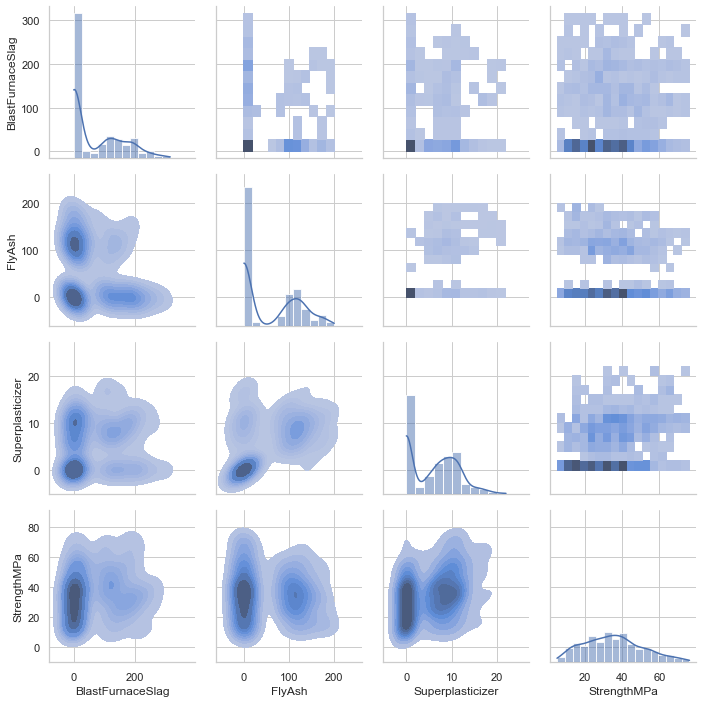 300
200
100
0
BlastFurnaceSlag
200
100
0
FlyAsh
20
10
0
Superplasticizer
80
60
40
20
0
StrengthMPa
0 200
BlastFurnaceSlag
0 100 200
FlyAsh
0 10 20
Superplasticizer
20 40 60
StrengthMPa